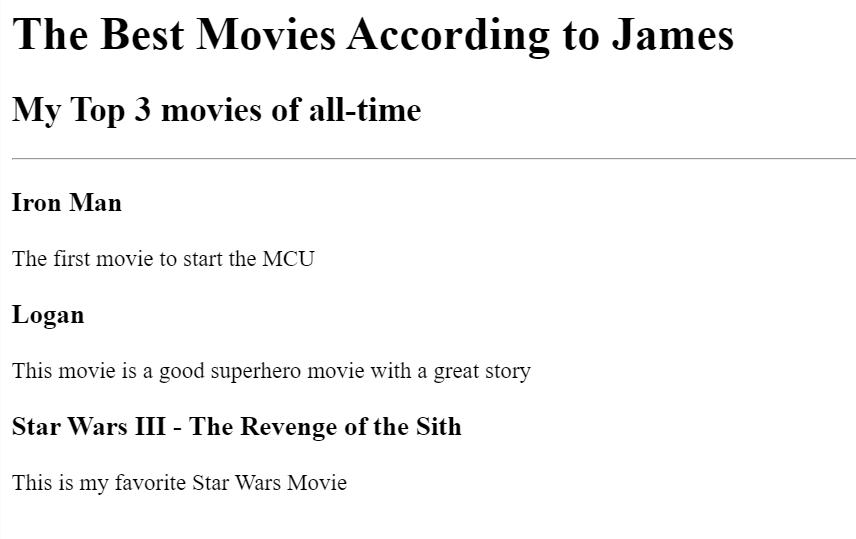 The Best Movies According to James
My Top 3 movies of all-time
Iron Man
The first movie to start the MCU
Logan
This movie is a good superhero movie with a great story
Star Wars III - The Revenge of the Sith
This is my favorite Star Wars Movie